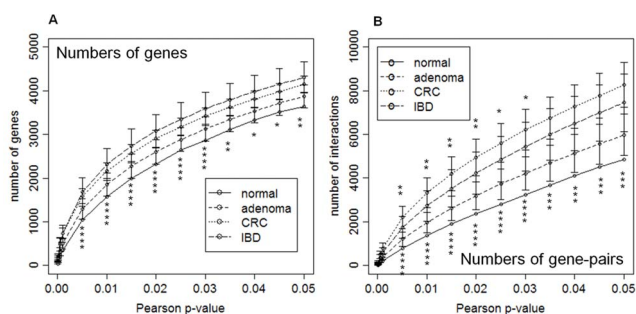 A
Numbers of genes
number of genes
0
1000
2000
3000
4000
5000
normal
adenoma
CRC
IBD
0.00
0.01
0.02
0.03
0.04
0.05
Pearson p-value
B
number of interactions
0
2000
4000
6000
8000
10000
normal
adenoma
CRC
IBD
Numbers of gene-pairs
0.00
0.01
0.02
0.03
0.04
0.05
Pearson p-value